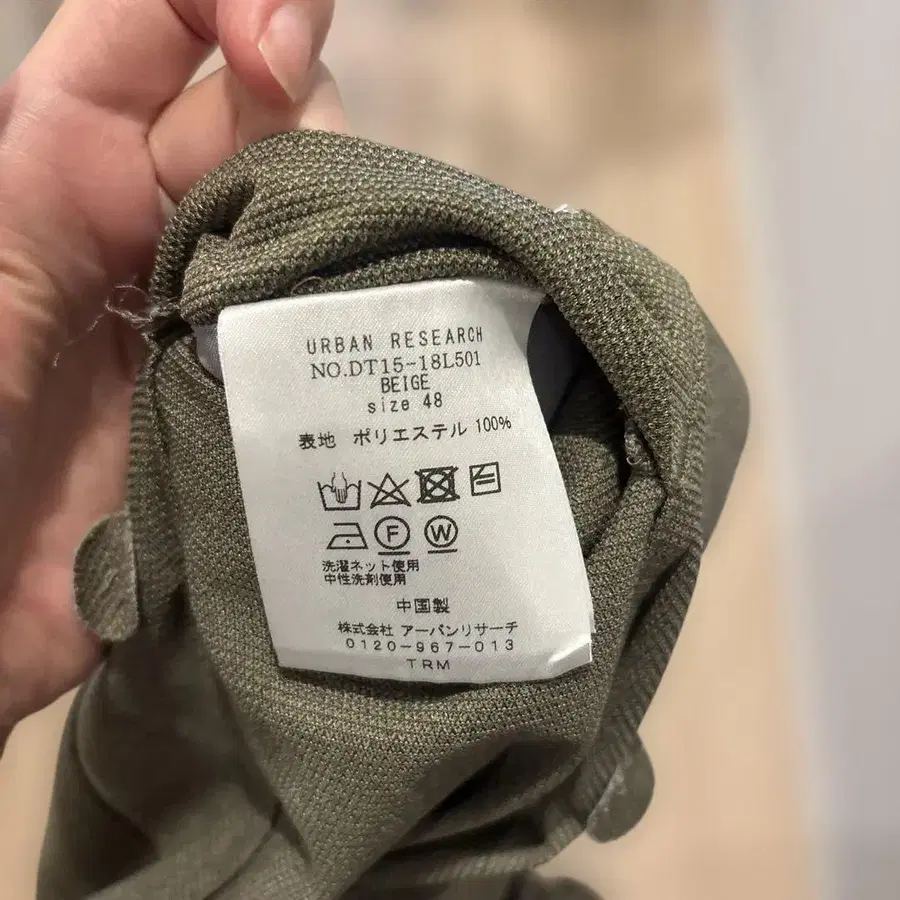 URBAN RESEARCH
NO.DT15-18L501
BEIGE
size 48
表地 ポリエステル 100%
F W
洗濯ネット使用
中性洗剤使用
中国製
株式会社 アーバンリサーチ
0120-967-013
TRM